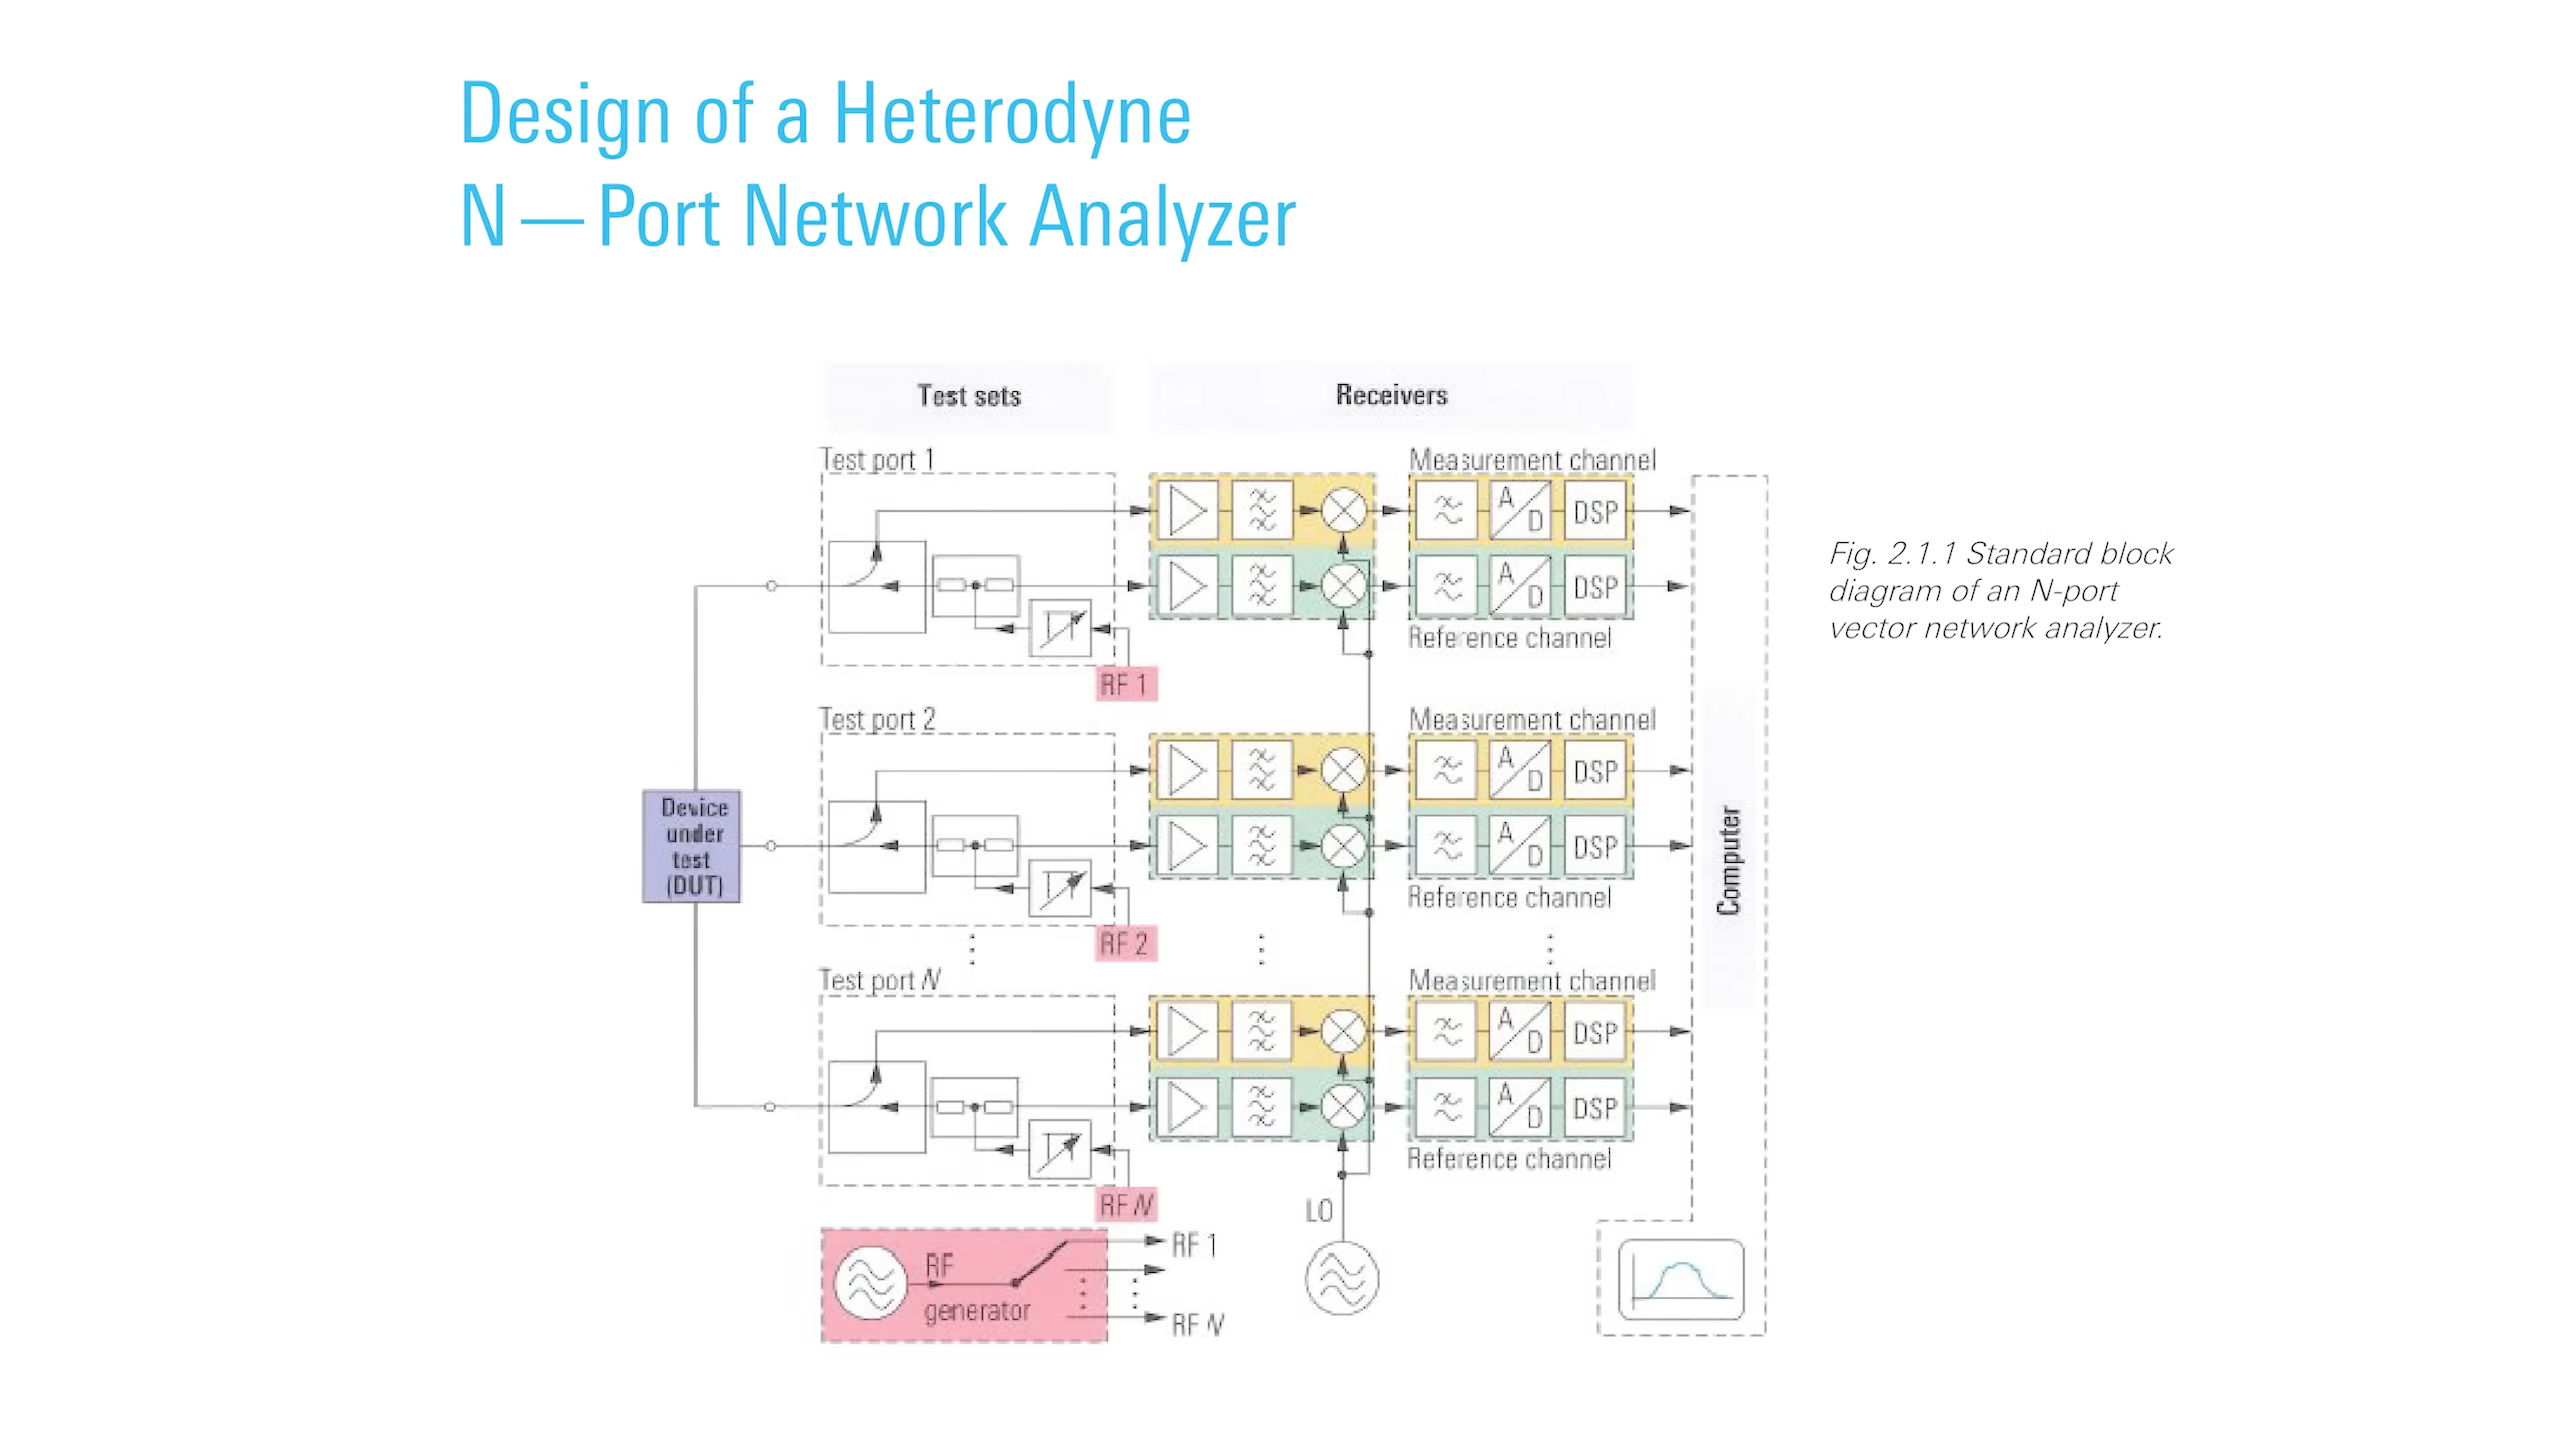 Design of a Heterodyne
N—Port Network Analyzer
Test sets
Receivers
Test port 1
Measurement channel
A
D
DSP
A
D
DSP
Reference channel
RF 1
Fig. 2.1.1 Standard block
diagram of an N-port
vector network analyzer.
Test port 2
Measurement channel
A
D
DSP
A
D
DSP
Reference channel
RF 2
Device
under
test
(DUT)
Computer
Test port N
Measurement channel
A
D
DSP
A
D
DSP
Reference channel
RF N
LO
RF
generator
RF 1
RF N